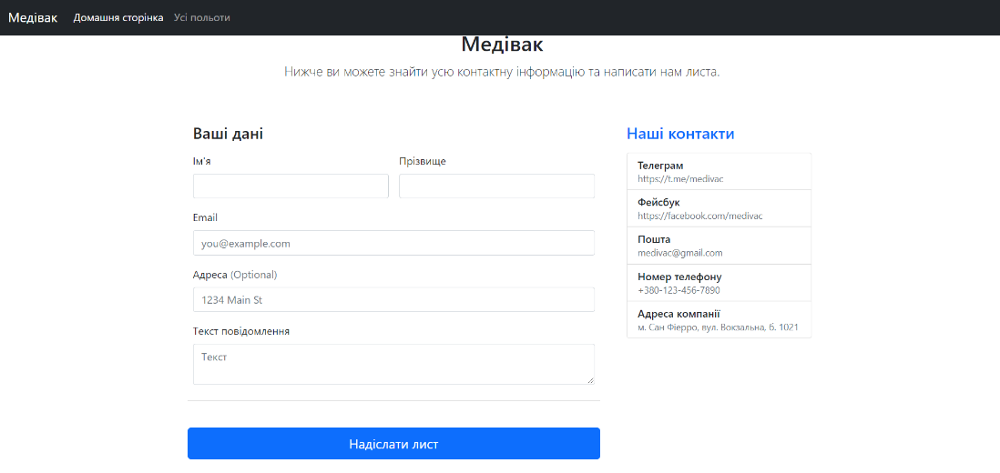 Медівак Домашня сторінка Усі польоти
Медівак
Нижче ви можете знайти усю контактну інформацію та написати нам листа.
Ваші дані
Ім'я Прізвище
Email
you@example.com
Адреса (Optional)
1234 Main St
Текст повідомлення
Текст
Надіслати лист
Наші контакти
Телеграм
https://t.me/medivac
Фейсбук
https://facebook.com/medivac
Пошта
medivac@gmail.com
Номер телефону
+380-123-456-7890
Адреса компанії
м. Сан Фіерро, вул. Вокзальна, б. 1021